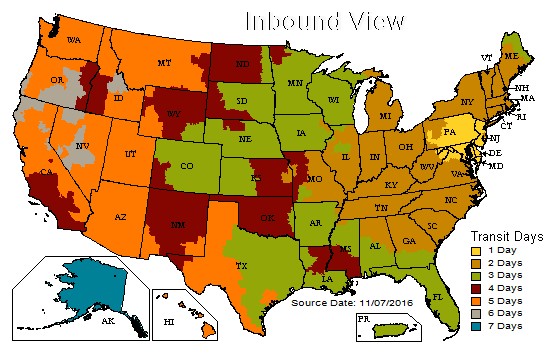 Inbound View
WA
OR
CA
NV
ID
MT
WY
UT
AZ
CO
NM
ND
SD
NE
KS
OK
TX
MN
IA
MO
AR
LA
WI
IL
MI
IN
OH
KY
TN
MS
AL
GA
FL
SC
NC
VA
WV
PA
NY
VT
ME
NH
MA
RI
CT
NJ
DE
MD
AK
HI
PR
Transit Days
1 Day
2 Days
3 Days
4 Days
5 Days
6 Days
7 Days
Source Date: 11/07/2016